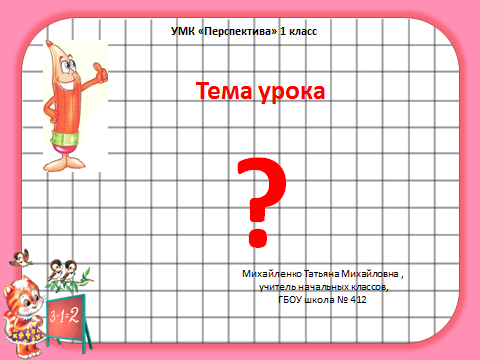 УМК «Перспектива» 1 класс
Тема урока
?
Михайленко Татьяна Михайловна ,
учитель начальных классов,
ГБОУ школа № 412
3-1=2